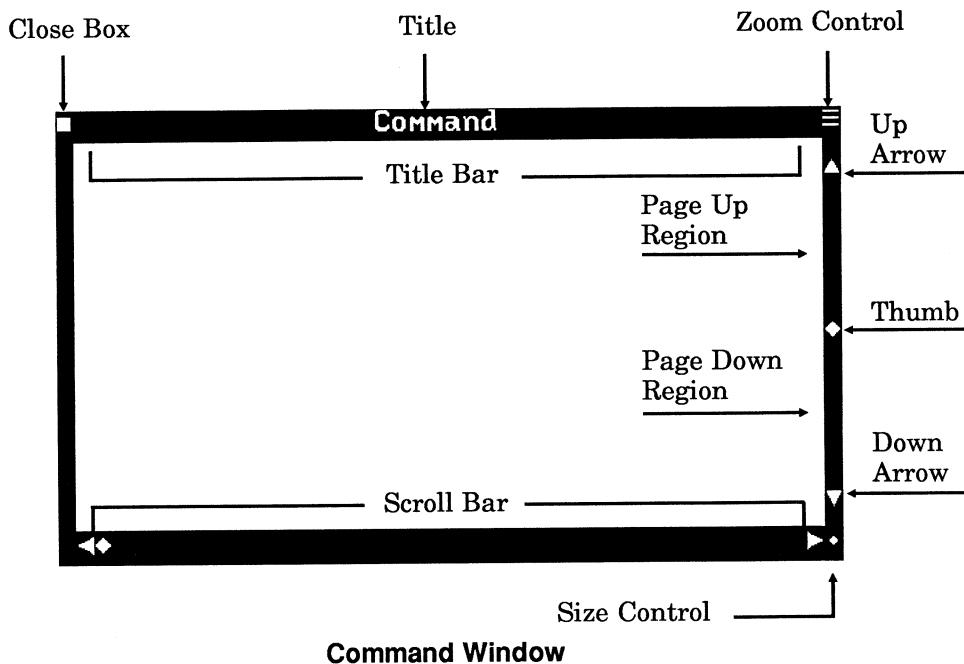 Close Box
Title
Zoom Control
Command
Up
Arrow
Title Bar
Page Up
Region
Thumb
Page Down
Region
Down
Arrow
Scroll Bar
Size Control
Command Window